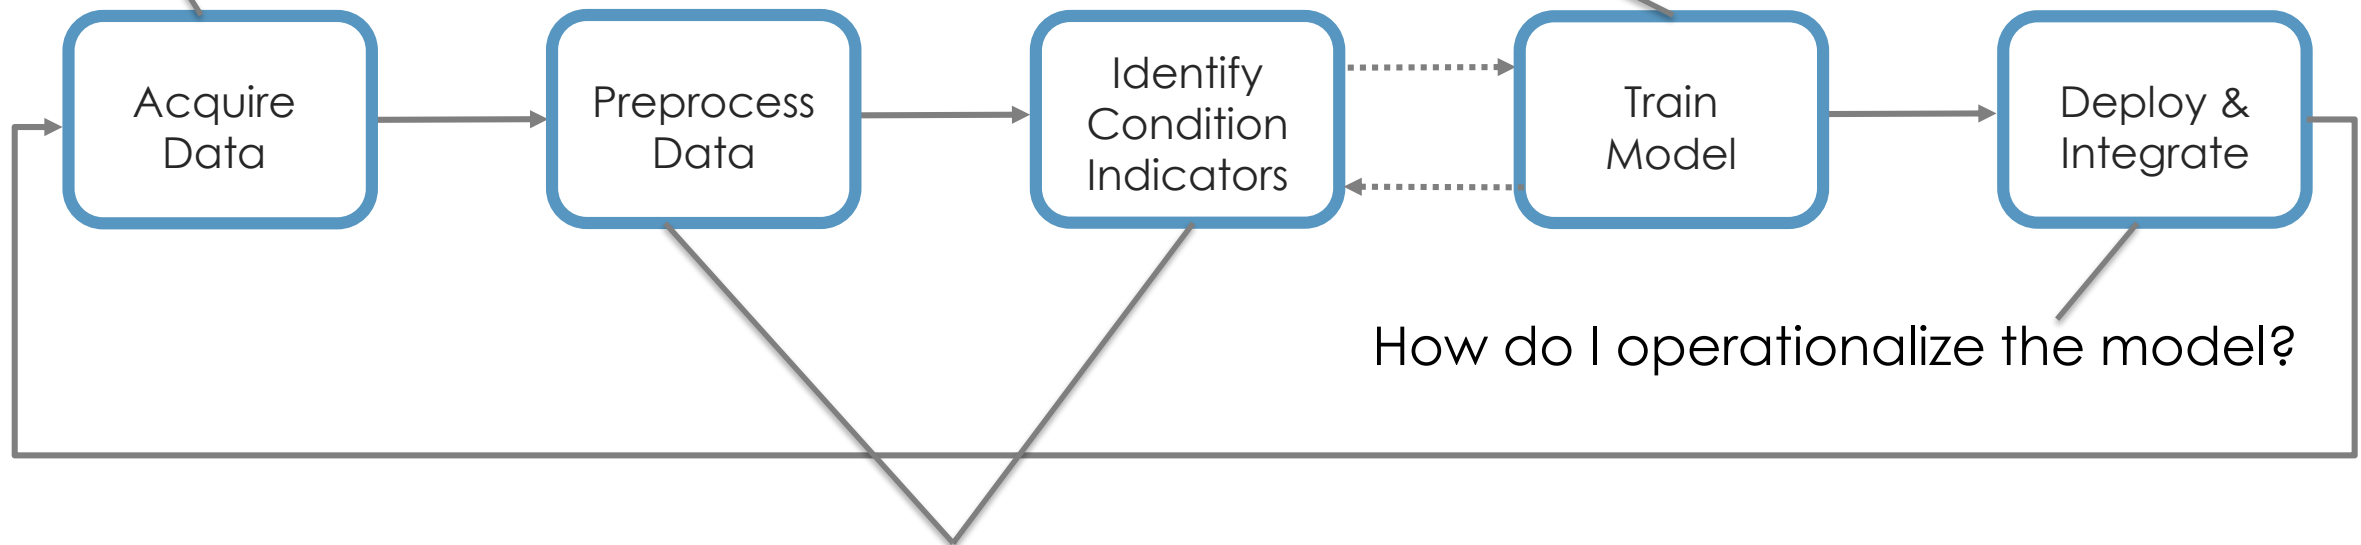 Acquire
Data
Preprocess
Data
Identify
Condition
Indicators
Train
Model
Deploy &
Integrate
How do I operationalize the model?